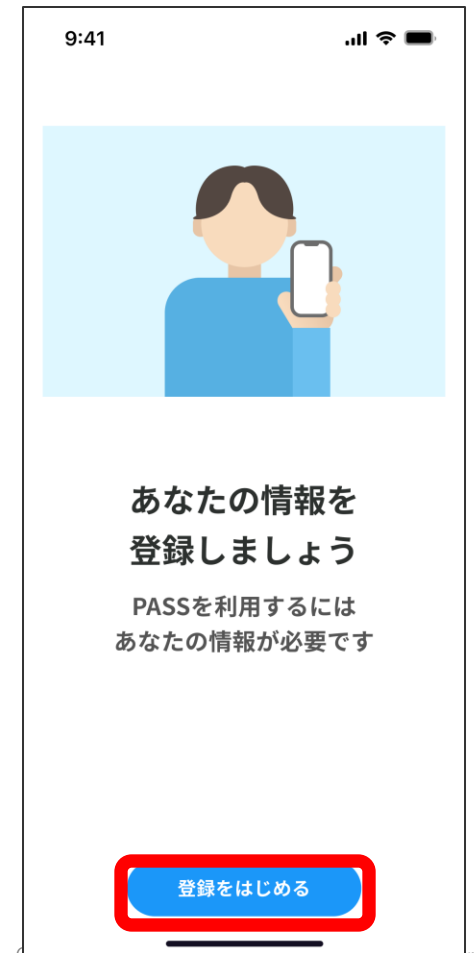 9:41
あなたの情報を
登録しましょう
PASSを利用するには
あなたの情報が必要です
登録をはじめる